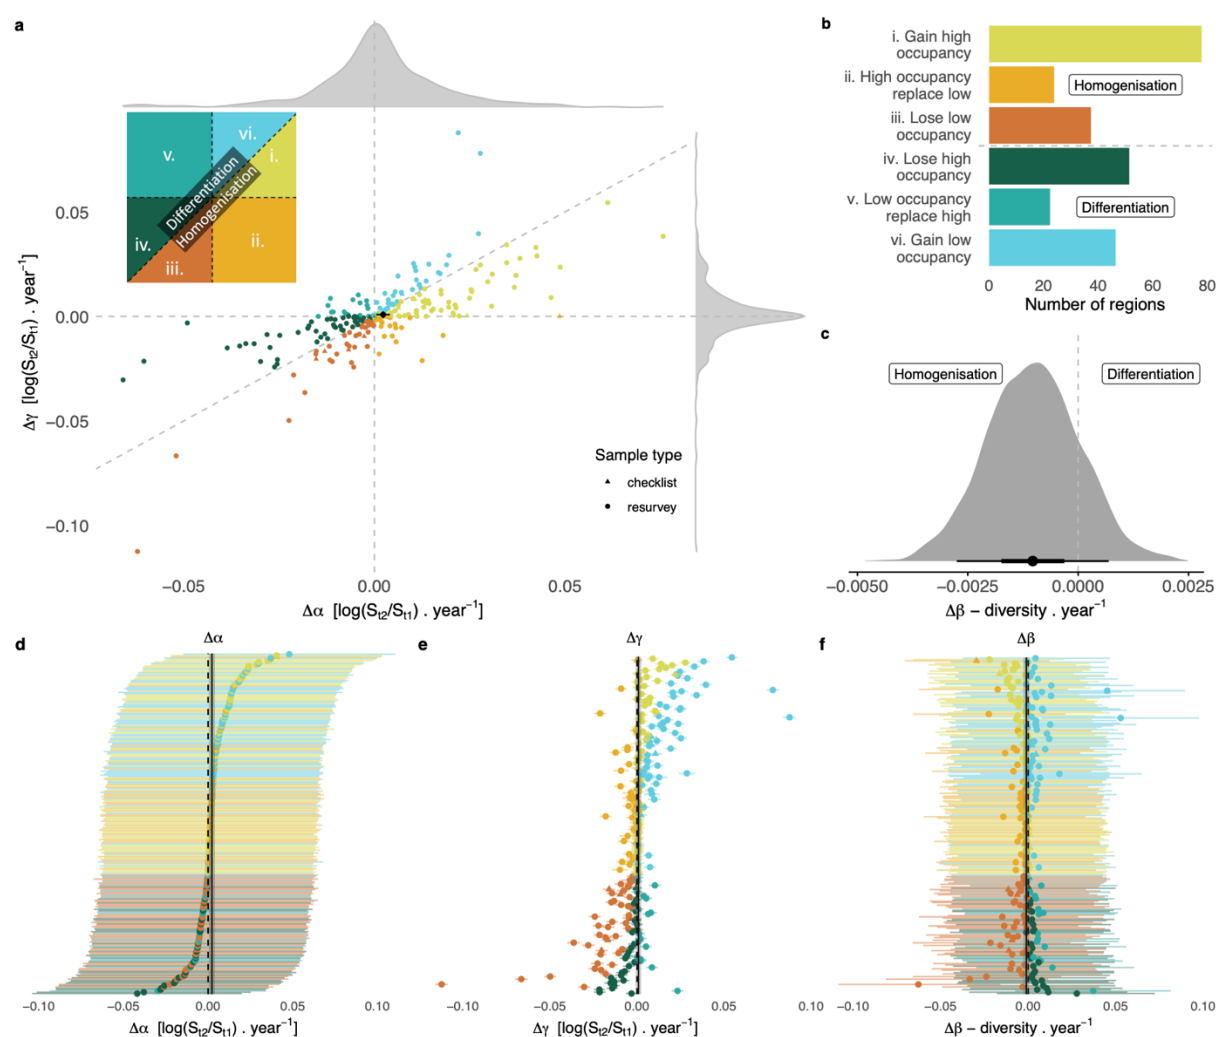 a
v.
vi.
i.
Differentiation
Homogenisation
iv.
iii.
ii.
0.05
0.00
−0.05
−0.10
Δγ [log(St2/St1) . year−1]
Sample type
checklist
resurvey
−0.05
0.00
0.05
Δα [log(St2/St1) . year−1]
b
i. Gain high
occupancy
ii. High occupancy
replace low
iii. Lose low
occupancy
iv. Lose high
occupancy
v. Low occupancy
replace high
vi. Gain low
occupancy
Homogenisation
Differentiation
0 20 40 60 80
Number of regions
c
Homogenisation
Differentiation
−0.0050 −0.0025 0.0000 0.0025
Δβ − diversity . year−1
d
Δα
−0.10 −0.05 0.00 0.05 0.10
Δα [log(St2/St1) . year−1]
e
Δγ
−0.10 −0.05 0.00 0.05 0.10
Δγ [log(St2/St1) . year−1]
f
Δβ
−0.10 −0.05 0.00 0.05 0.10
Δβ − diversity . year−1